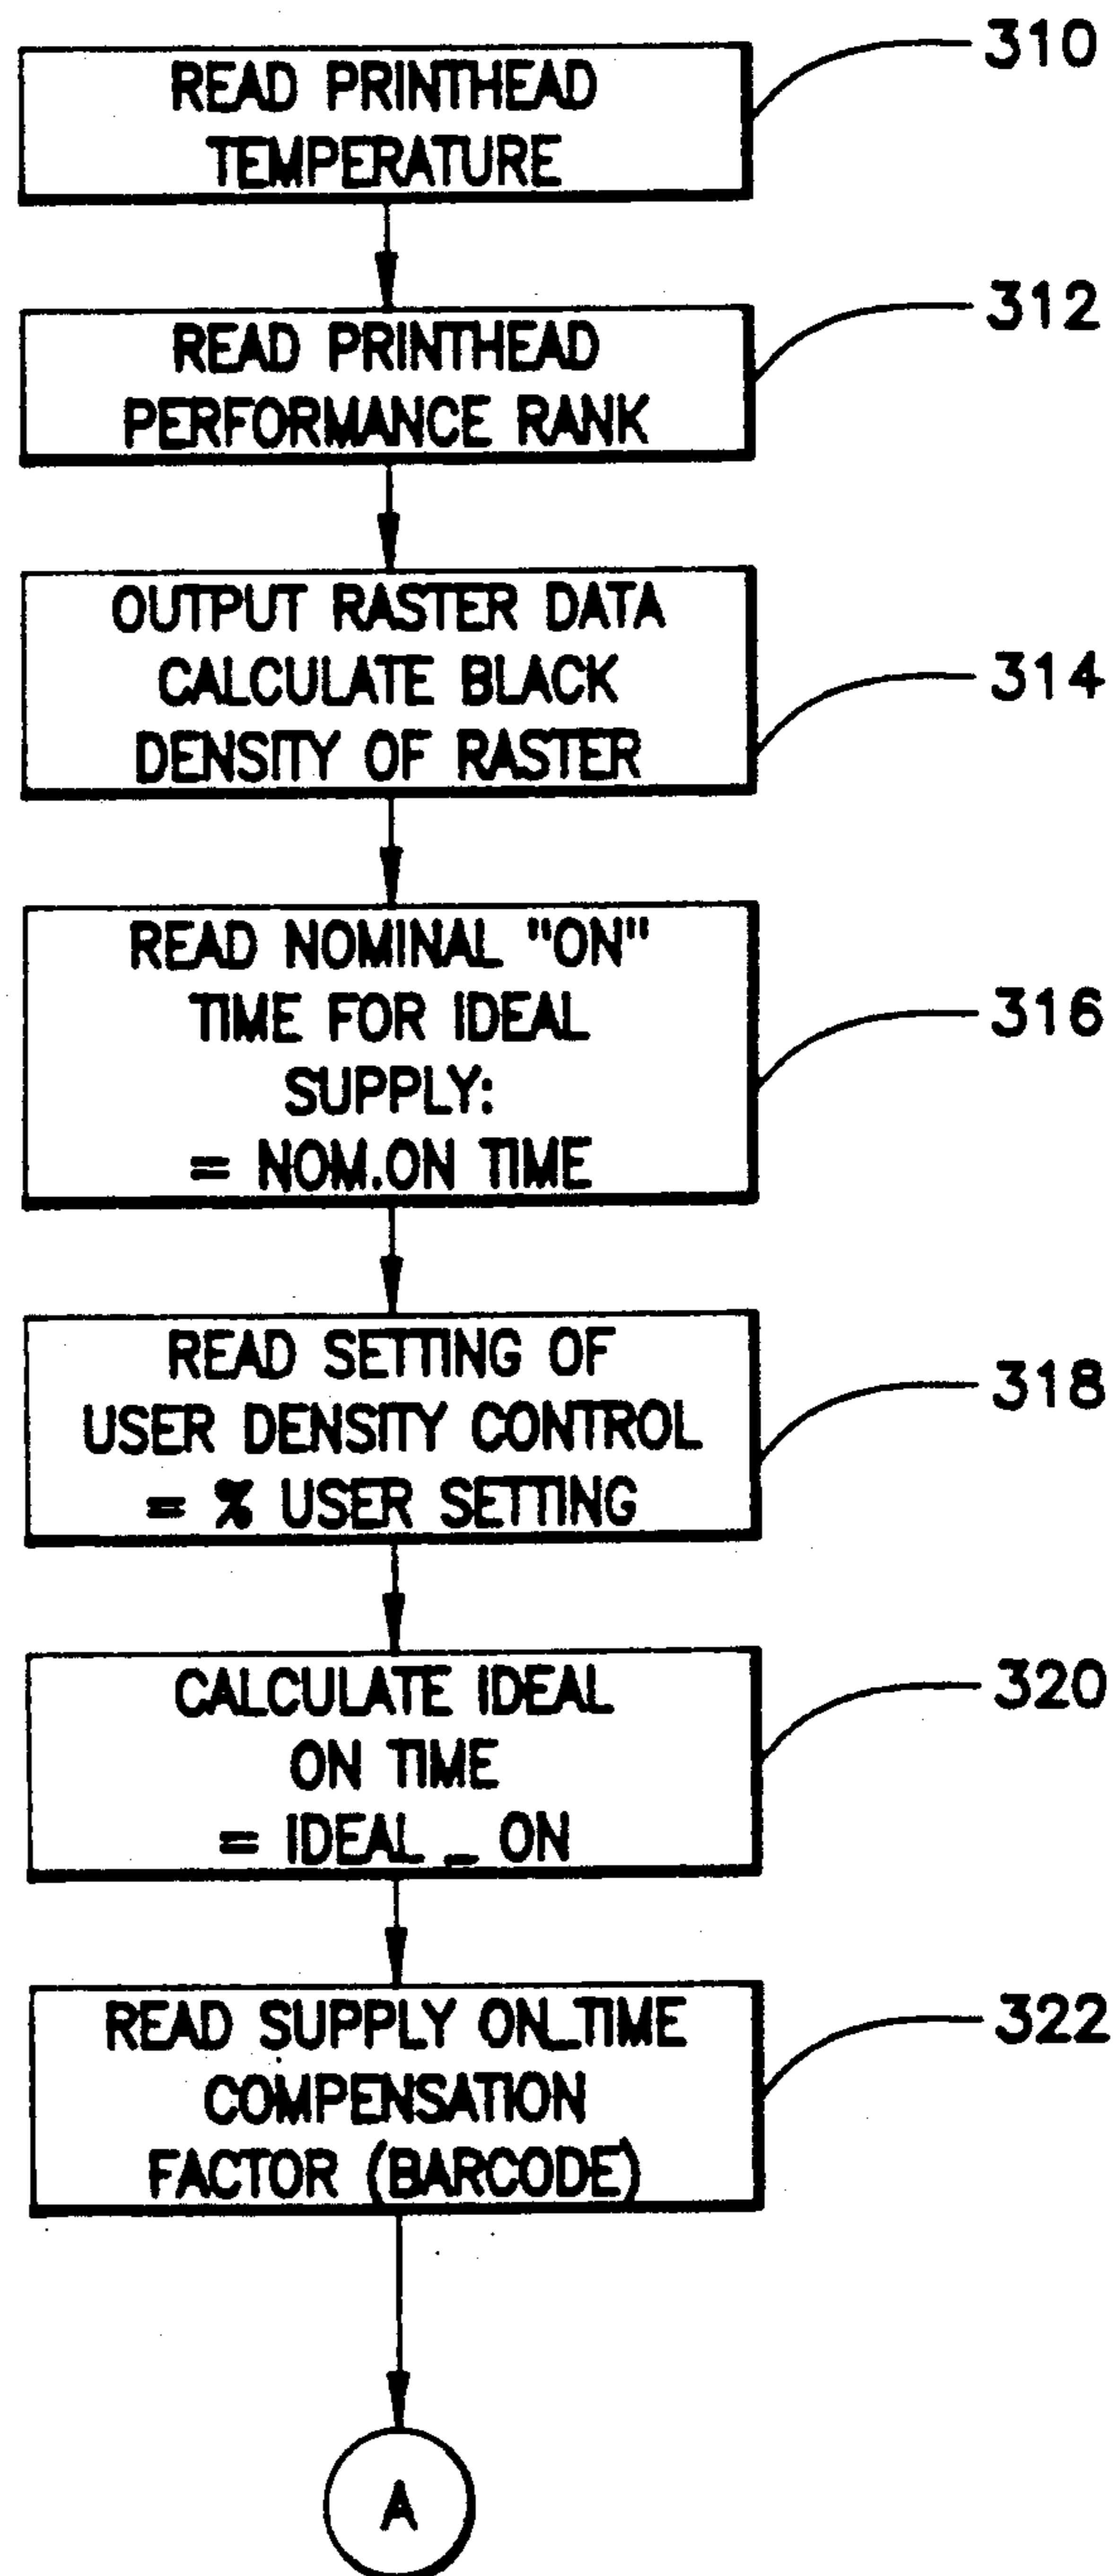 READ PRINTHEAD
TEMPERATURE
310
READ PRINTHEAD
PERFORMANCE RANK
312
OUTPUT RASTER DATA
CALCULATE BLACK
DENSITY OF RASTER
314
READ NOMINAL "ON"
TIME FOR IDEAL
SUPPLY:
= NOM.ON TIME
316
READ SETTING OF
USER DENSITY CONTROL
= % USER SETTING
318
CALCULATE IDEAL
ON TIME
= IDEAL _ ON
320
READ SUPPLY ON_TIME
COMPENSATION
FACTOR (BARCODE)
322
A